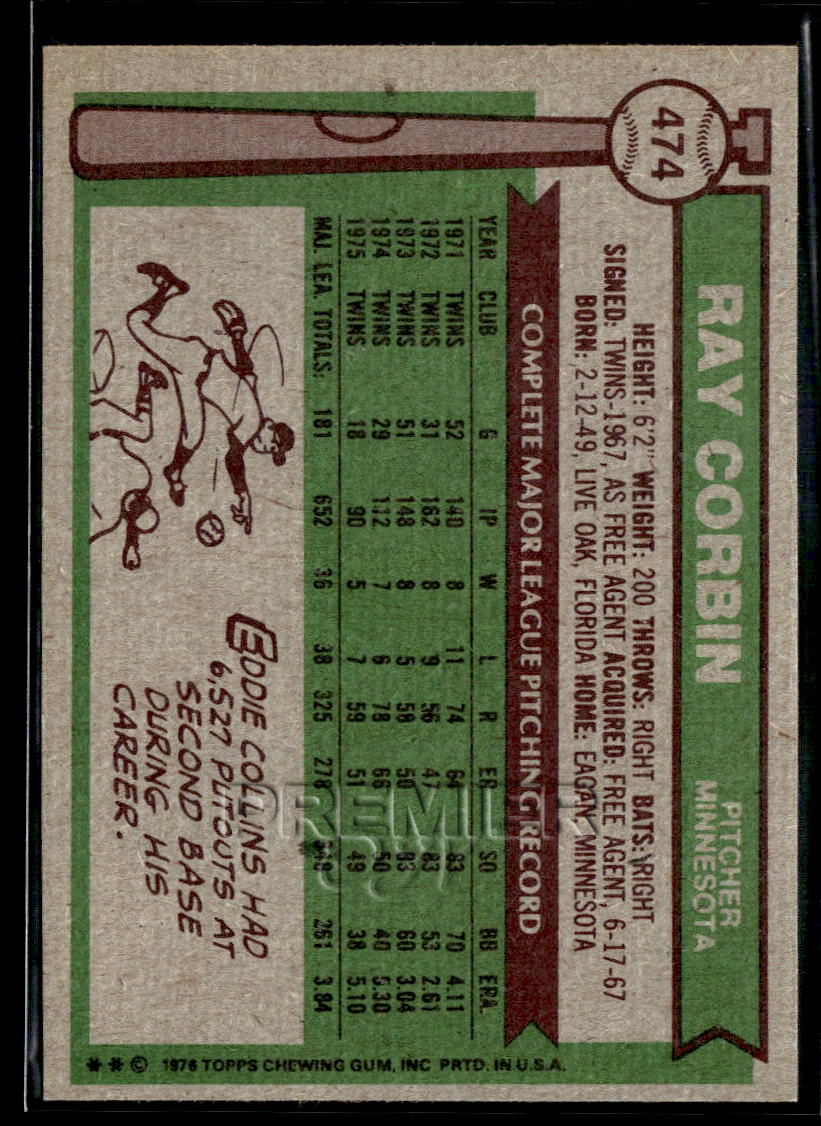 474
RAY CORBIN
PITCHER
MINNESOTA
HEIGHT: 6'2" WEIGHT: 200 THROWS: RIGHT BATS: RIGHT
SIGNED: TWINS-1967, AS FREE AGENT ACQUIRED: FREE AGENT, 6-17-67
BORN: 2-12-49, LIVE OAK, FLORIDA HOME: EAGAN, MINNESOTA
COMPLETE MAJOR LEAGUE PITCHING RECORD
YEAR CLUB G IP W L R ER SO BB ERA.
1971 TWINS 52 140 8 11 74 64 83 70 4.11
1972 TWINS 31 162 8 9 56 47 83 53 2.61
1973 TWINS 51 148 8 5 58 50 83 60 3.04
1974 TWINS 29 112 7 6 78 66 50 40 5.30
1975 TWINS 18 90 5 7 59 51 49 38 5.10
MAJ. LEA. TOTALS: 181 652 36 38 325 278 348 261 3.84
EDDIE COLLINS HAD
6,527 PUTOUTS AT
SECOND BASE
DURING HIS
CAREER.
** © 1976 TOPPS CHEWING GUM, INC PRTD. IN U.S.A.